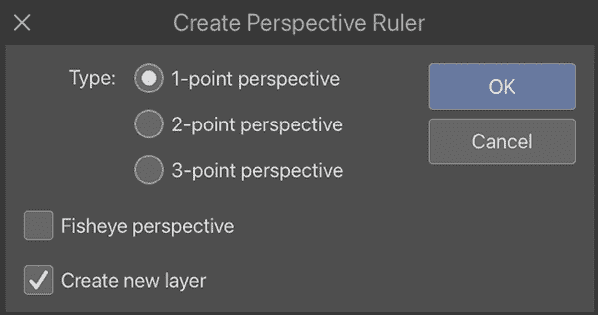 Create Perspective Ruler
Type: 1-point perspective
OK
2-point perspective
Cancel
3-point perspective
Fisheye perspective
Create new layer